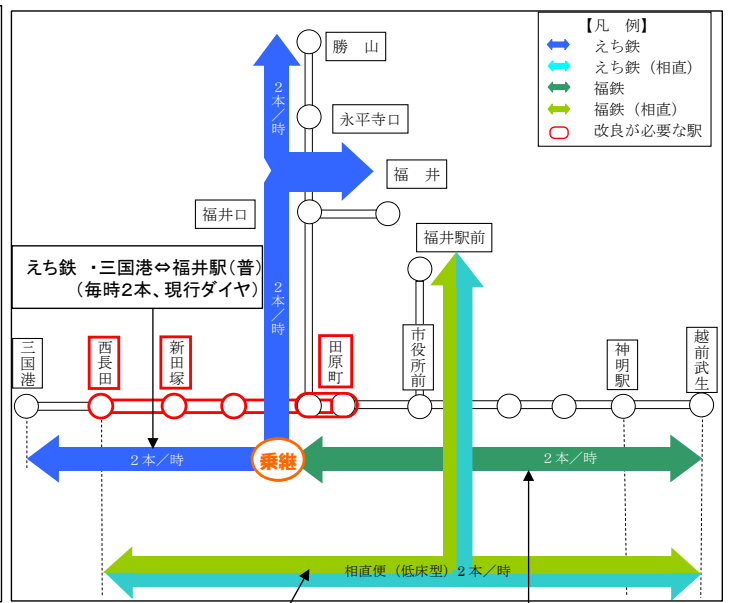 【凡　例】
えち鉄
えち鉄（相直）
福鉄
福鉄（相直）
改良が必要な駅
勝　山
2本／時
永平寺口
福　井
福井口
福井駅前
えち鉄　・三国港⇔福井駅（普）
（毎時２本、現行ダイヤ）
2本／時
三国港
西長田
新田塚
田原町
市役所前
神明駅
越前武生
2本／時
乗継
2本／時
相直便（低床型）2本／時